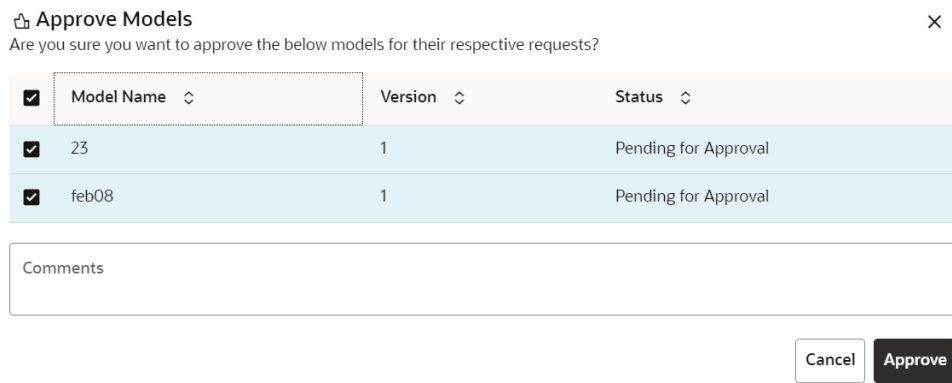 Approve Models
Are you sure you want to approve the below models for their respective requests?
Model Name Version Status
23 1 Pending for Approval
feb08 1 Pending for Approval
Comments
Cancel Approve